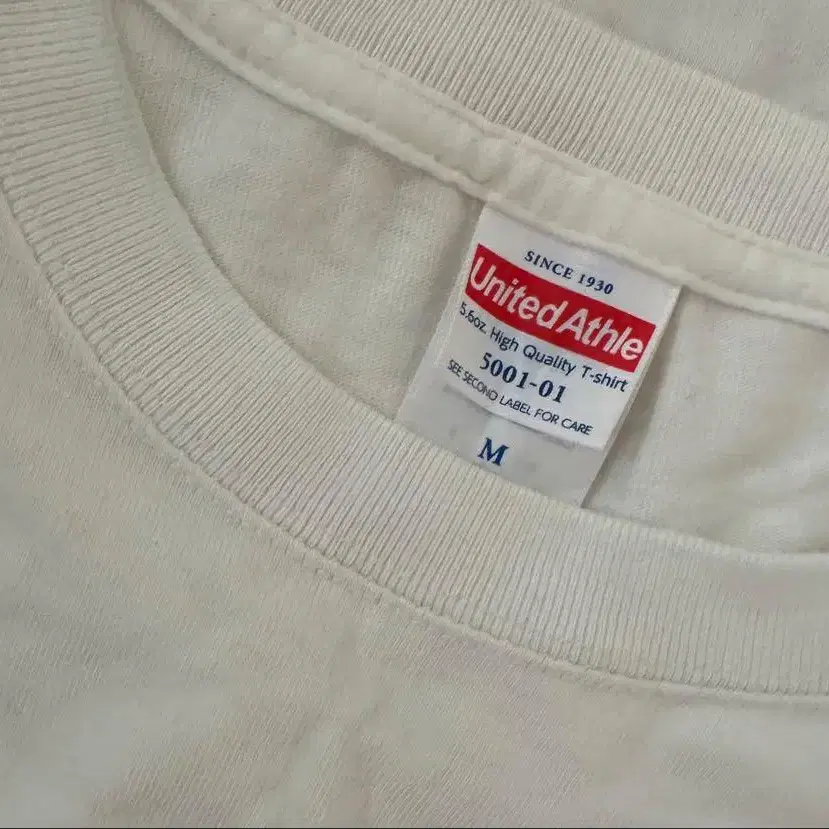 SINCE 1930
United Athle
5.6oz. High Quality T-shirt
5001-01
SEE SECOND LABEL FOR CARE
M